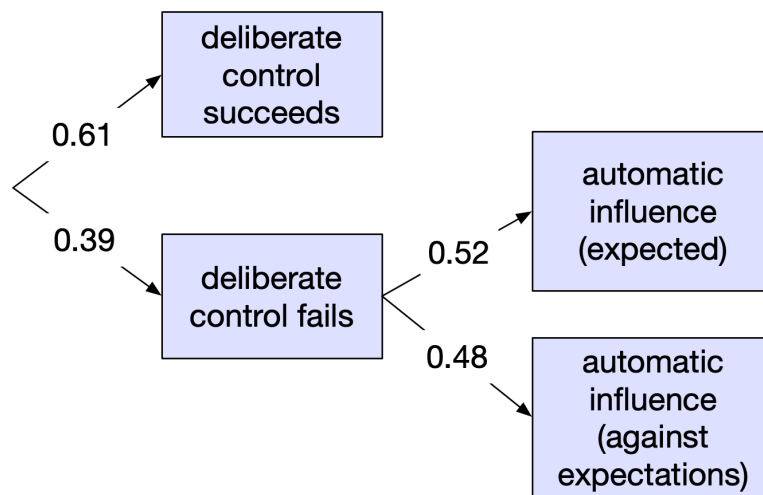 deliberate
control
succeeds
0.61
0.39
deliberate
control fails
0.52
0.48
automatic
influence
(expected)
automatic
influence
(against
expectations)